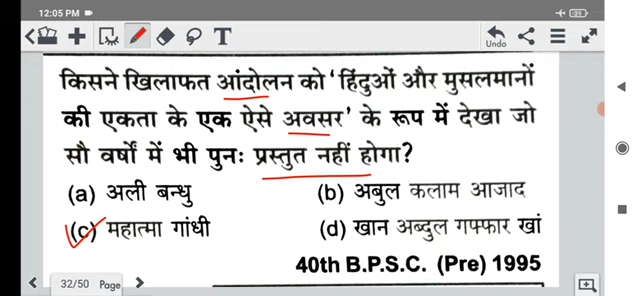 12:05 PM
39
Undo
किसने खिलाफत आंदोलन को ‘हिंदुओं और मुसलमानों
की एकता के एक ऐसे अवसर’ के रूप में देखा जो
सौ वर्षों में भी पुनः प्रस्तुत नहीं होगा?
(a) अली बन्धु (b) अबुल कलाम आजाद
(c) महात्मा गांधी (d) खान अब्दुल गफ्फार खां
40th B.P.S.C. (Pre) 1995
32/50 Page